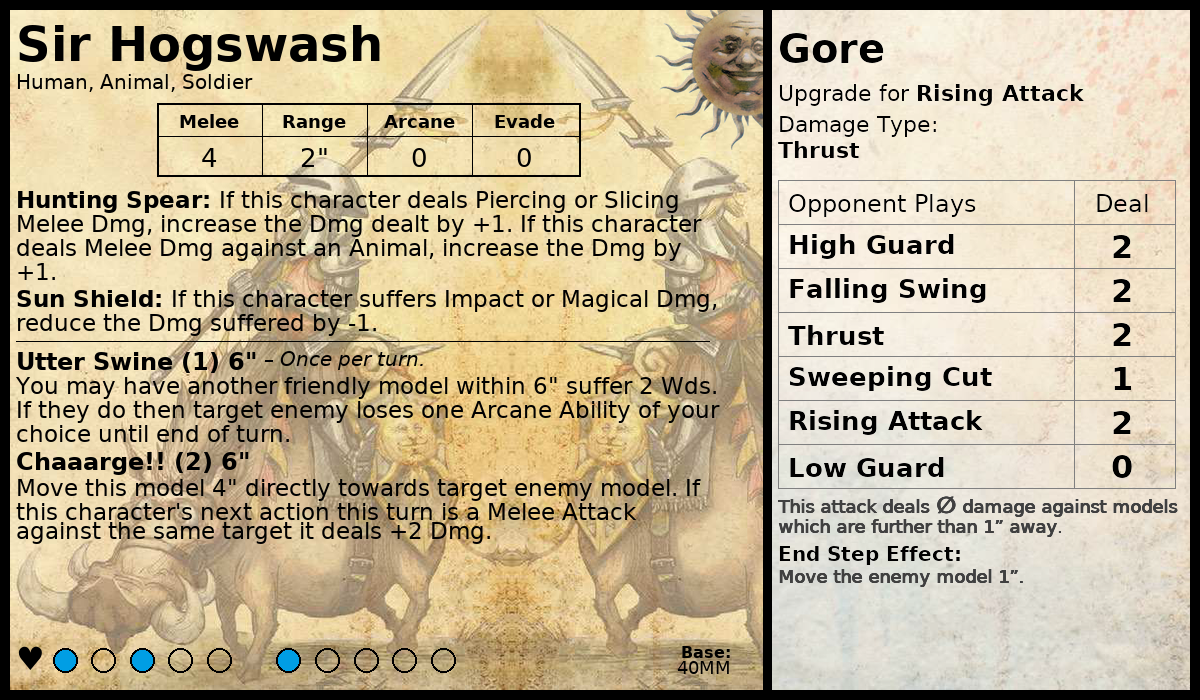 Sir Hogswash
Human, Animal, Soldier
Melee Range Arcane Evade
4 2" 0 0
Hunting Spear: If this character deals Piercing or Slicing
Melee Dmg, increase the Dmg dealt by +1. If this character
deals Melee Dmg against an Animal, increase the Dmg by
+1.
Sun Shield: If this character suffers Impact or Magical Dmg,
reduce the Dmg suffered by -1.
Utter Swine (1) 6" – Once per turn.
You may have another friendly model within 6" suffer 2 Wds.
If they do then target enemy loses one Arcane Ability of your
choice until end of turn.
Chaaarge!! (2) 6"
Move this model 4" directly towards target enemy model. If
this character's next action this turn is a Melee Attack
against the same target it deals +2 Dmg.
Base:
40MM
Gore
Upgrade for Rising Attack
Damage Type:
Thrust
Opponent Plays Deal
High Guard 2
Falling Swing 2
Thrust 2
Sweeping Cut 1
Rising Attack 2
Low Guard 0
This attack deals Ø damage against models
which are further than 1” away.
End Step Effect:
Move the enemy model 1”.